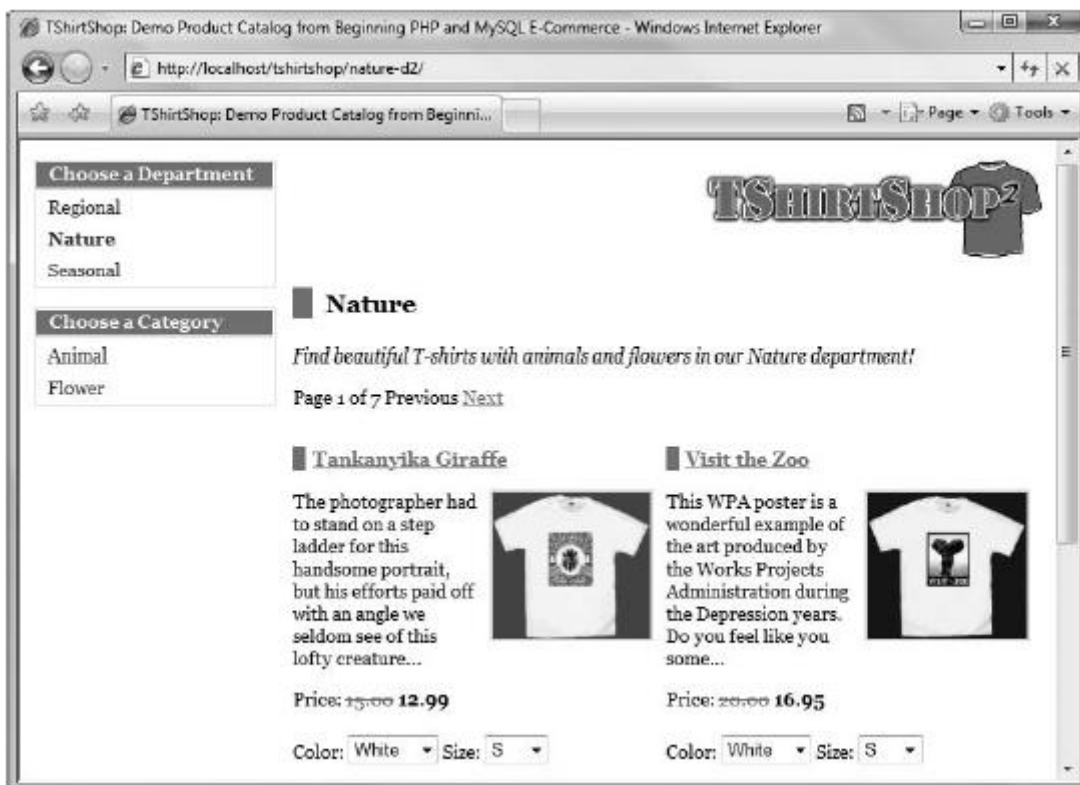 TShirtShop: Demo Product Catalog from Beginning PHP and MySQL E-Commerce - Windows Internet Explorer
http://localhost/tshirtshop/nature-d2/
TShirtShop: Demo Product Catalog from Beginni...
Page
Tools
Choose a Department
Regional
Nature
Seasonal
Choose a Category
Animal
Flower
TShirtShop2
Nature
Find beautiful T-shirts with animals and flowers in our Nature department!
Page 1 of 7 Previous Next
Tankanyika Giraffe
The photographer had
to stand on a step
ladder for this
handsome portrait,
but his efforts paid off
with an angle we
seldom see of this
lofty creature...
Price: 15.00 12.99
Color: White Size: S
Visit the Zoo
This WPA poster is a
wonderful example of
the art produced by
the Works Projects
Administration during
the Depression years.
Do you feel like you
some...
Price: 20.00 16.95
Color: White Size: S